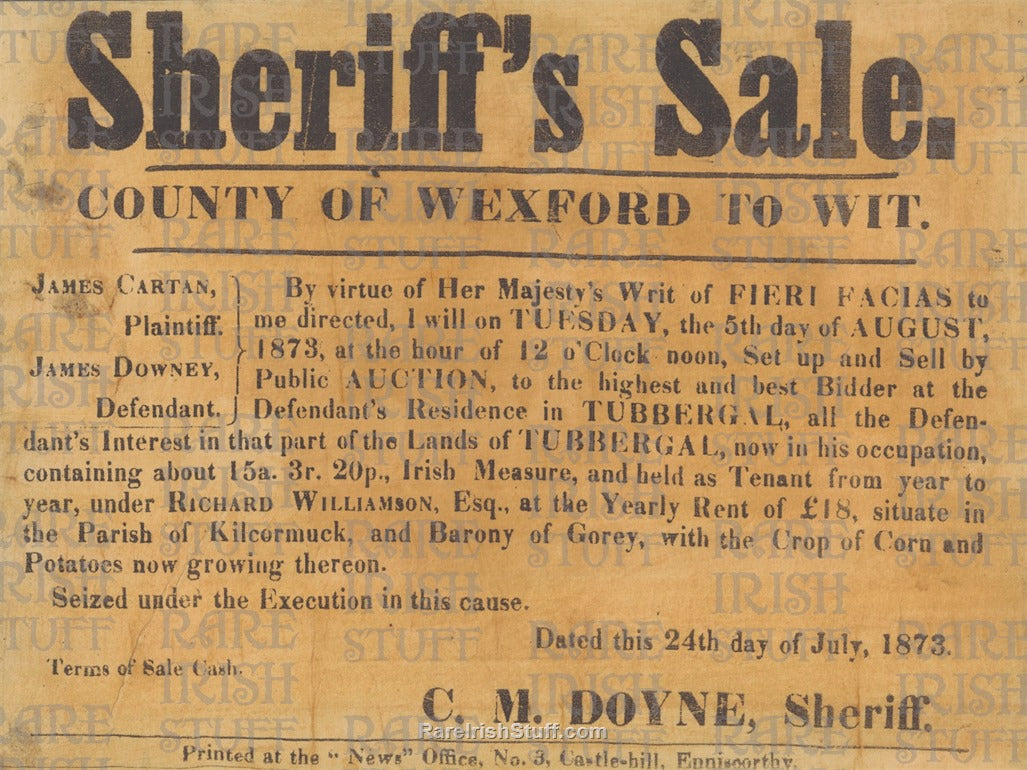 Sheriff's Sale.
COUNTY OF WEXFORD TO WIT.
JAMES CARTAN,
Plaintiff.
JAMES DOWNEY,
Defendant.
By virtue of Her Majesty's Writ of FIERI FACIAS to
me directed, I will on TUESDAY, the 5th day of AUGUST,
1873, at the hour of 12 o'Clock noon, Set up and Sell by
Public AUCTION, to the highest and best Bidder at the
Defendant's Residence in TUBBERGAL, all the Defen-
dant's Interest in that part of the Lands of TUBBERGAL, now in his occupation,
containing about 15a. 3r. 20p., Irish Measure, and held as Tenant from year to
year, under RICHARD WILLIAMSON, Esq., at the Yearly Rent of £18, situate in
the Parish of Kilcormuck, and Barony of Gorey, with the Crop of Corn and
Potatoes now growing thereon.
Seized under the Execution in this cause.
Dated this 24th day of July, 1873.
Terms of Sale Cash.
C. M. DOYNE, Sheriff.
RareIrishStuff.com
Printed at the "News" Office, No. 3, Castle-hill, Enniscorthy.